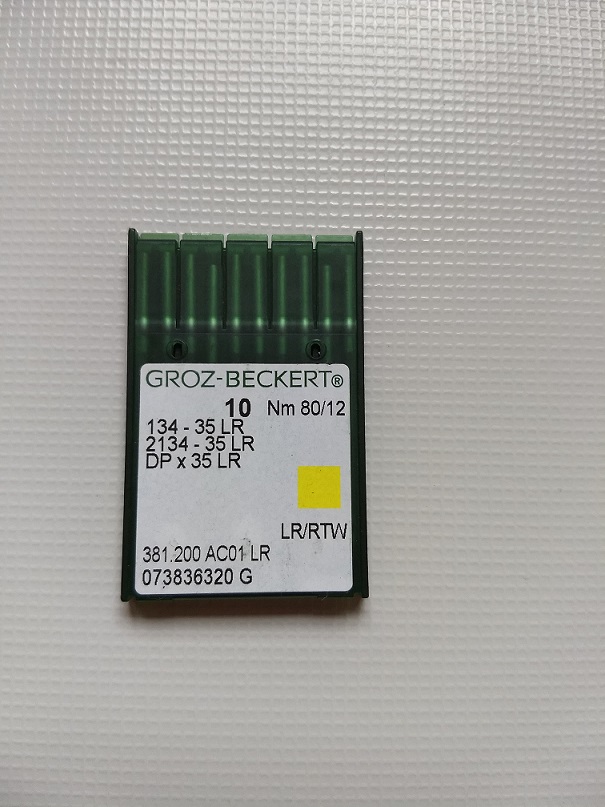 GROZ-BECKERT®
10 Nm 80/12
134 - 35 LR
2134 - 35 LR
DP x 35 LR
LR/RTW
381.200 AC01 LR
073836320 G